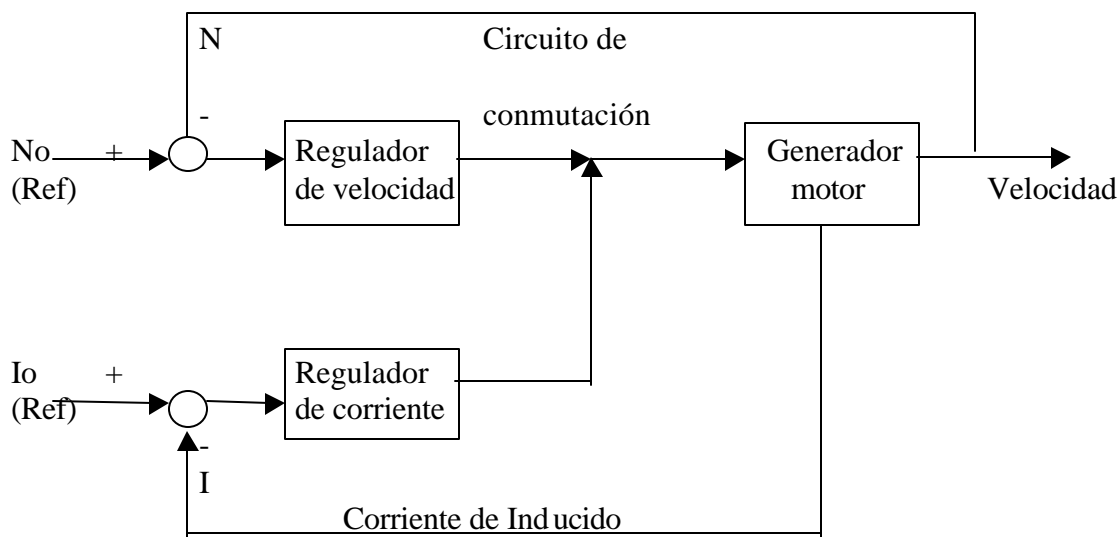 N
Circuito de
-
conmutación
No +
(Ref)
Regulador
de velocidad
Generador
motor
Velocidad
Io +
(Ref)
Regulador
de corriente
-
I
Corriente de Inducido